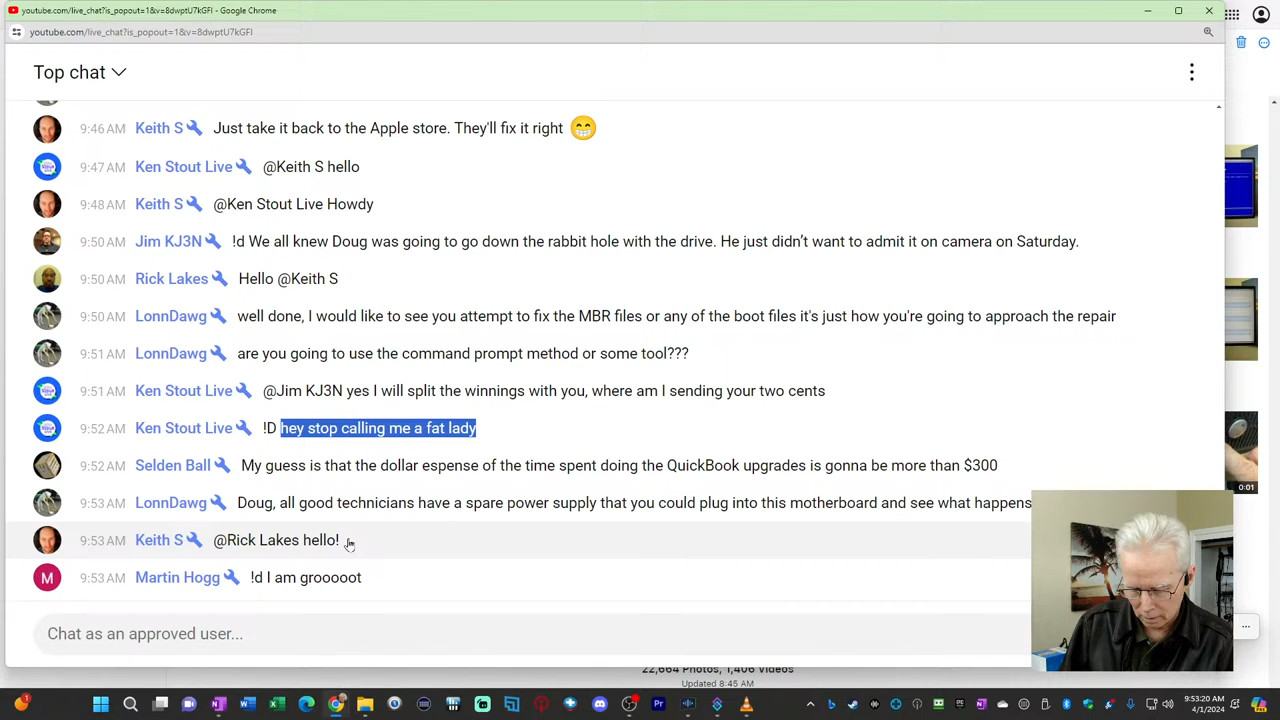 youtube.com/live_chat?is_popout=1&v=8dwptU7kGFI - Google Chrome
youtube.com/live_chat?is_popout=1&v=8dwptU7kGFI
Top chat
9:46 AM Keith S Just take it back to the Apple store. They'll fix it right 😁
9:47 AM Ken Stout Live @Keith S hello
9:48 AM Keith S @Ken Stout Live Howdy
9:50 AM Jim KJ3N !d We all knew Doug was going to go down the rabbit hole with the drive. He just didn’t want to admit it on camera on Saturday.
9:50 AM Rick Lakes Hello @Keith S
9:50 AM LonnDawg well done, I would like to see you attempt to fix the MBR files or any of the boot files it's just how you're going to approach the repair
9:51 AM LonnDawg are you going to use the command prompt method or some tool???
9:51 AM Ken Stout Live @Jim KJ3N yes I will split the winnings with you, where am I sending your two cents
9:52 AM Ken Stout Live !D hey stop calling me a fat lady
9:52 AM Selden Ball My guess is that the dollar espense of the time spent doing the QuickBook upgrades is gonna be more than $300
0:01
9:53 AM LonnDawg Doug, all good technicians have a spare power supply that you could plug into this motherboard and see what happens
9:53 AM Keith S @Rick Lakes hello!
M 9:53 AM Martin Hogg !d I am grooooot
Chat as an approved user...
22,664 Photos, 1,406 Videos
Updated 8:45 AM
9:53:20 AM
4/1/2024